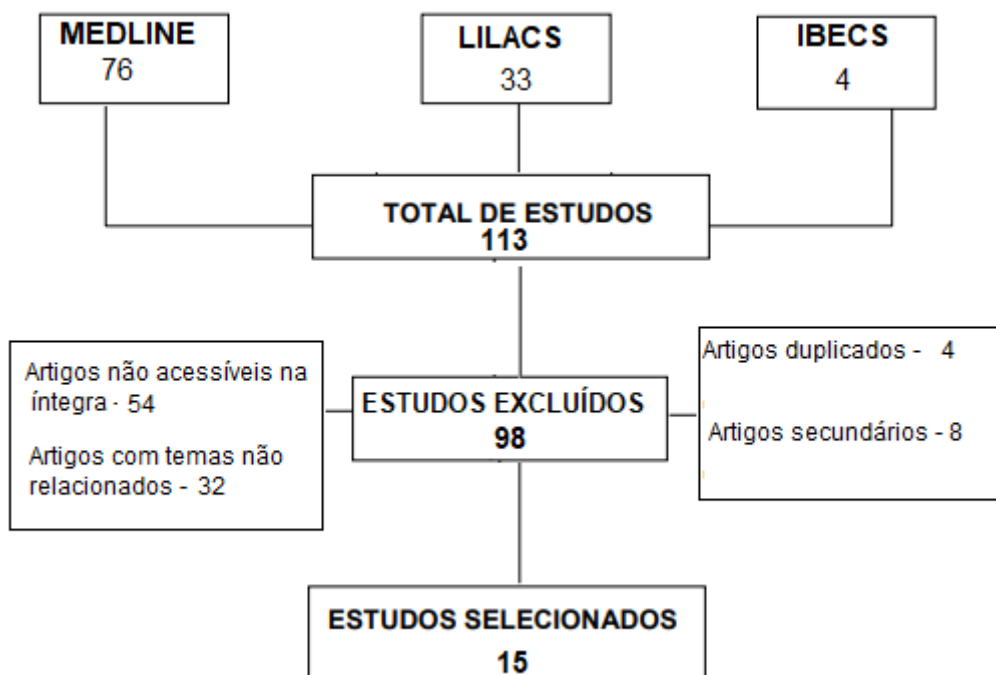 MEDLINE
76
LILACS
33
IBECS
4
TOTAL DE ESTUDOS
113
Artigos não acessíveis na
íntegra - 54
Artigos com temas não
relacionados - 32
ESTUDOS EXCLUÍDOS
98
Artigos duplicados - 4
Artigos secundários - 8
ESTUDOS SELECIONADOS
15